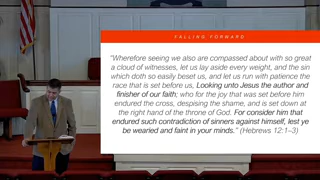 FALLING FORWARD
"Wherefore seeing we also are compassed about with so great
a cloud of witnesses, let us lay aside every weight, and the sin
which doth so easily beset us, and let us run with patience the
race that is set before us, Looking unto Jesus the author and
finisher of our faith; who for the joy that was set before him
endured the cross, despising the shame, and is set down at
the right hand of the throne of God. For consider him that
endured such contradiction of sinners against himself, lest ye
be wearied and faint in your minds." (Hebrews 12:1–3)